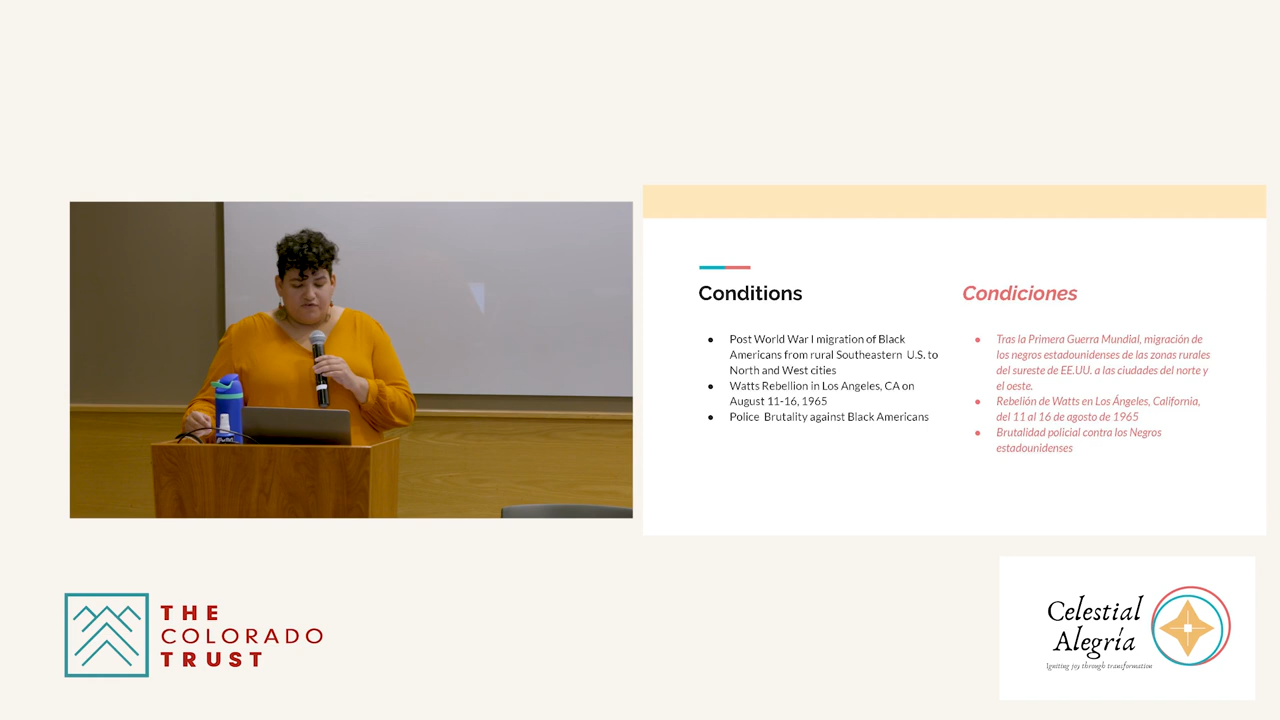 Conditions
Post World War I migration of Black
Americans from rural Southeastern U.S. to
North and West cities
Watts Rebellion in Los Angeles, CA on
August 11-16, 1965
Police Brutality against Black Americans
Condiciones
Tras la Primera Guerra Mundial, migración de
los negros estadounidenses de las zonas rurales
del sureste de EE.UU. a las ciudades del norte y
el oeste.
Rebelión de Watts en Los Ángeles, California,
del 11 al 16 de agosto de 1965
Brutalidad policial contra los Negros
estadounidenses
THE
COLORADO
TRUST
Celestial
Alegría
Igniting joy through transformation